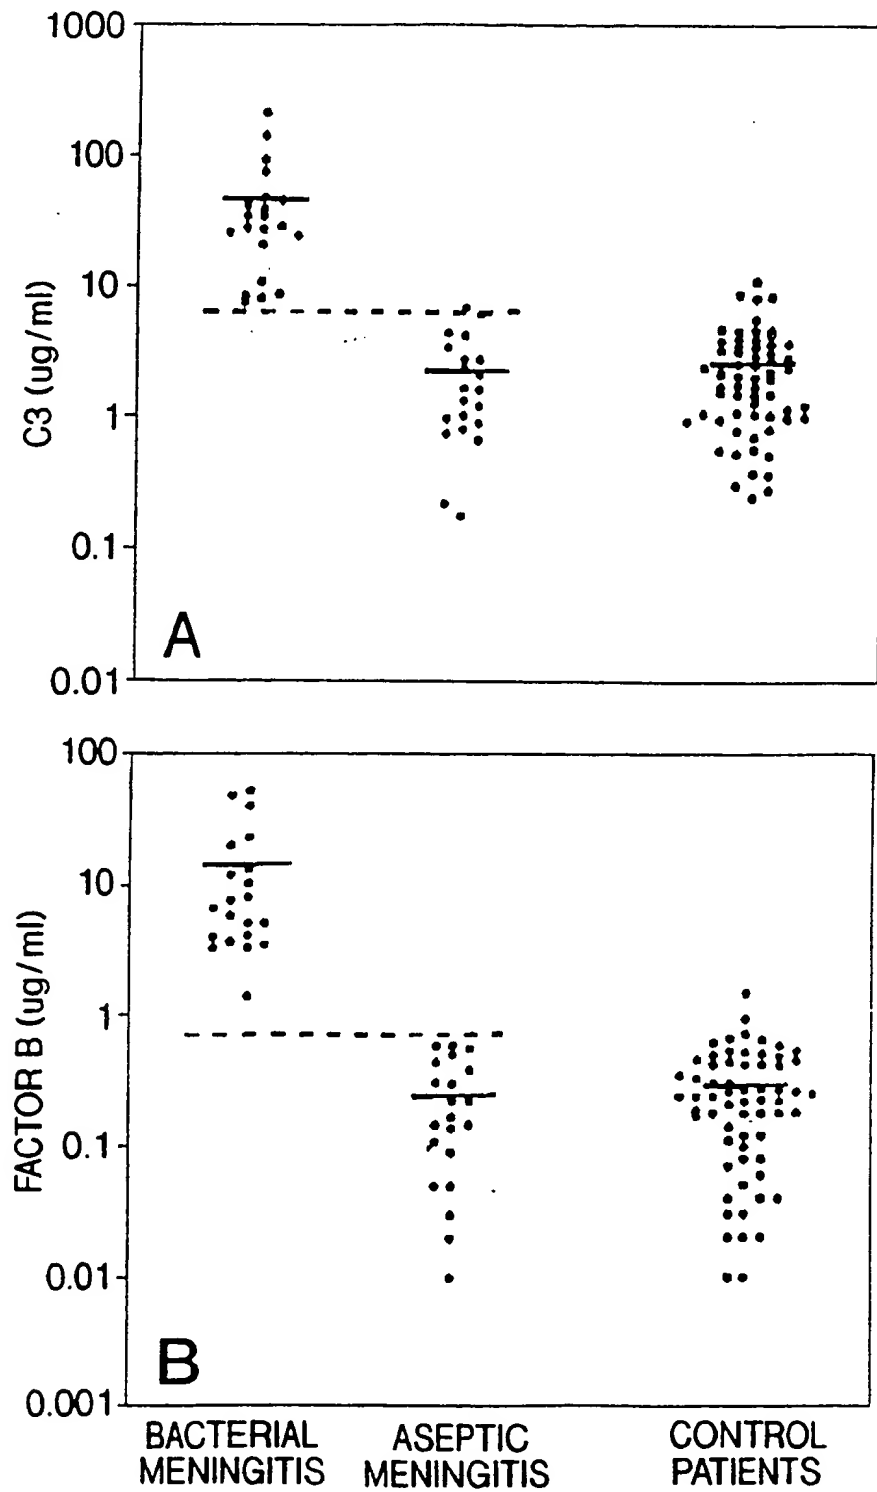 1000
100
10
1
0.1
0.01
C3 (ug/ml)
A
100
10
1
0.1
0.01
0.001
FACTOR B (ug/ml)
B
BACTERIAL MENINGITIS
ASEPTIC MENINGITIS
CONTROL PATIENTS